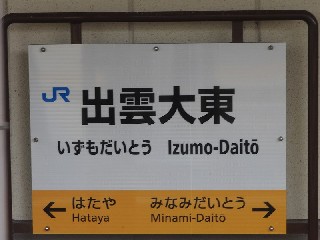 JR 出雲大東
いずもだいとう Izumo-Daitō
← はたや みなみだいとう →
Hataya Minami-Daitō